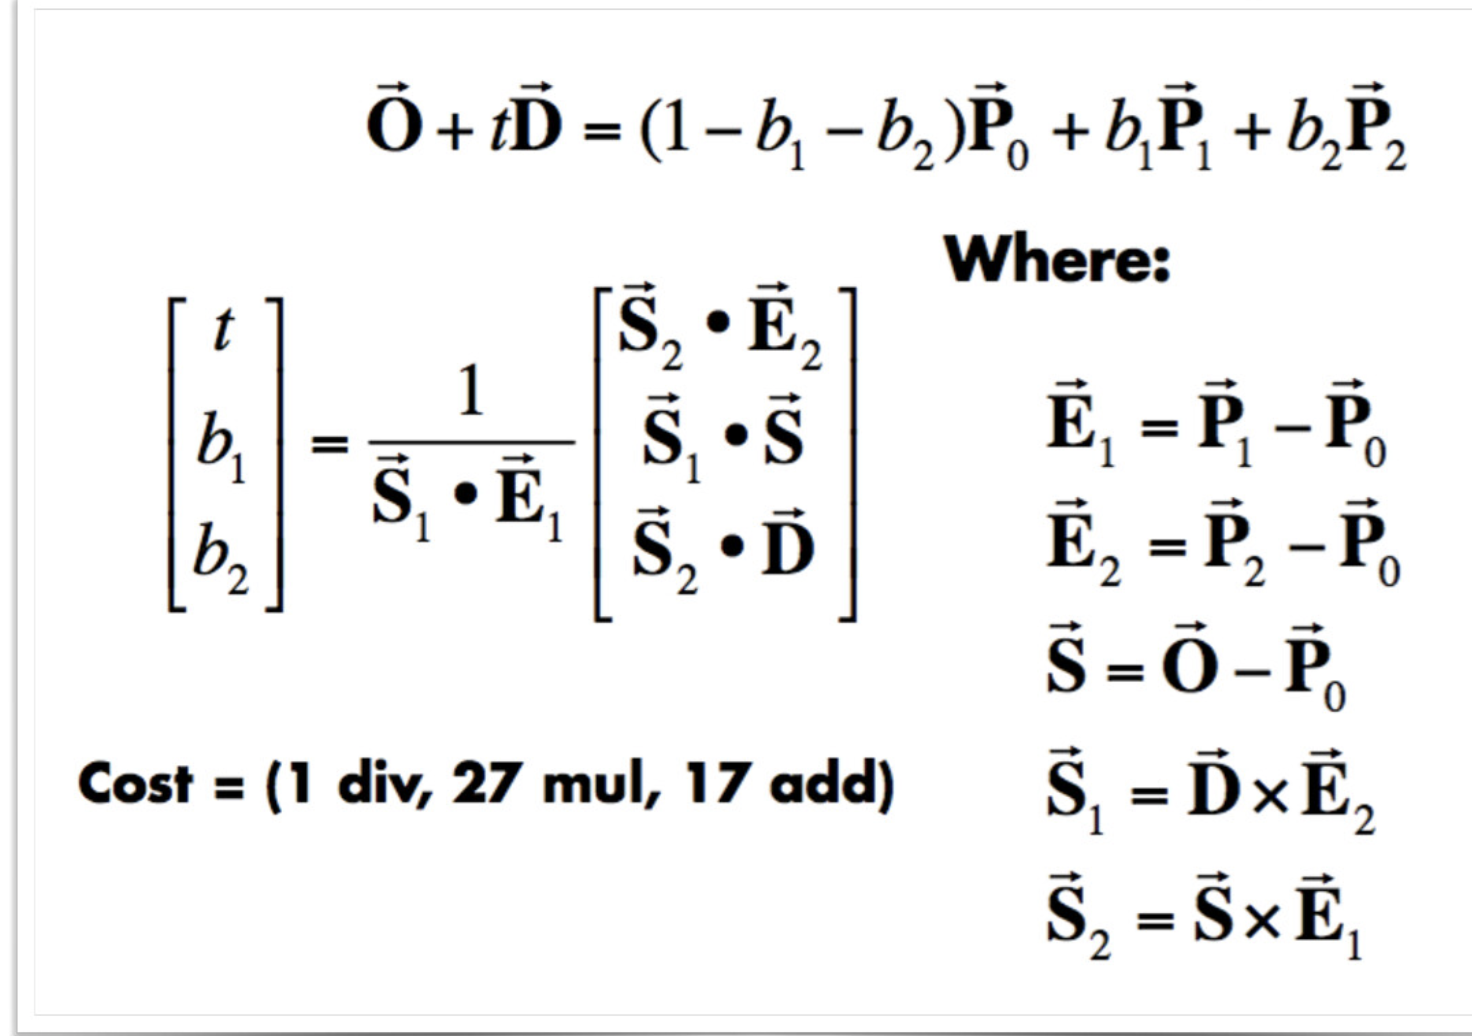 $\vec{\mathbf{O}} + t\vec{\mathbf{D}} = (1 - b_1 - b_2)\vec{\mathbf{P}}_0 + b_1\vec{\mathbf{P}}_1 + b_2\vec{\mathbf{P}}_2$
$\begin{bmatrix} t \\ b_1 \\ b_2 \end{bmatrix} = \frac{1}{\vec{\mathbf{S}}_1 \bullet \vec{\mathbf{E}}_1} \begin{bmatrix} \vec{\mathbf{S}}_2 \bullet \vec{\mathbf{E}}_2 \\ \vec{\mathbf{S}}_1 \bullet \vec{\mathbf{S}} \\ \vec{\mathbf{S}}_2 \bullet \vec{\mathbf{D}} \end{bmatrix}$
Cost = (1 div, 27 mul, 17 add)
Where:
$\vec{\mathbf{E}}_1 = \vec{\mathbf{P}}_1 - \vec{\mathbf{P}}_0$
$\vec{\mathbf{E}}_2 = \vec{\mathbf{P}}_2 - \vec{\mathbf{P}}_0$
$\vec{\mathbf{S}} = \vec{\mathbf{O}} - \vec{\mathbf{P}}_0$
$\vec{\mathbf{S}}_1 = \vec{\mathbf{D}} \times \vec{\mathbf{E}}_2$
$\vec{\mathbf{S}}_2 = \vec{\mathbf{S}} \times \vec{\mathbf{E}}_1$